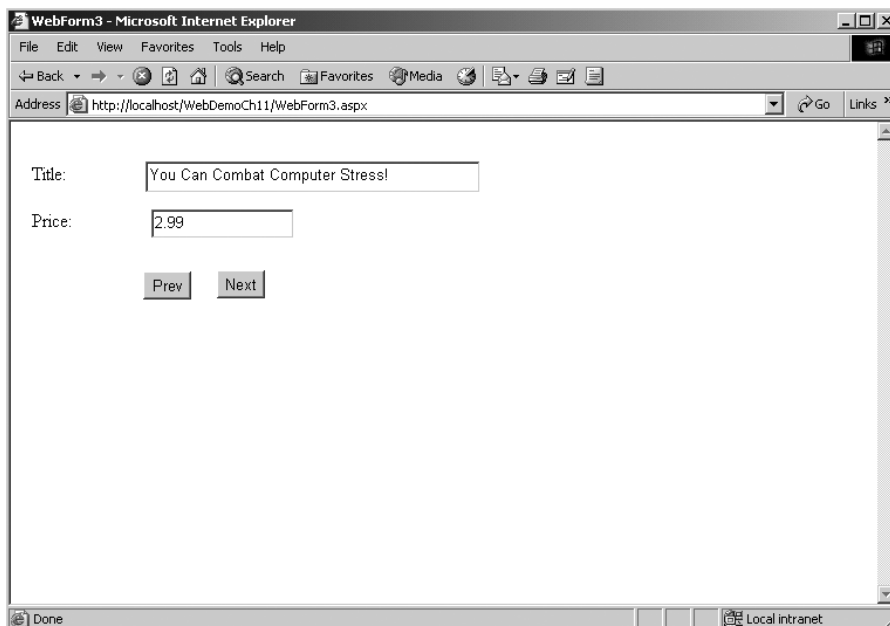 WebForm3 - Microsoft Internet Explorer
File Edit View Favorites Tools Help
Back Search Favorites Media
Address http://localhost/WebDemoCh11/WebForm3.aspx Go Links »
Title: You Can Combat Computer Stress!
Price: 2.99
Prev Next
Done Local intranet